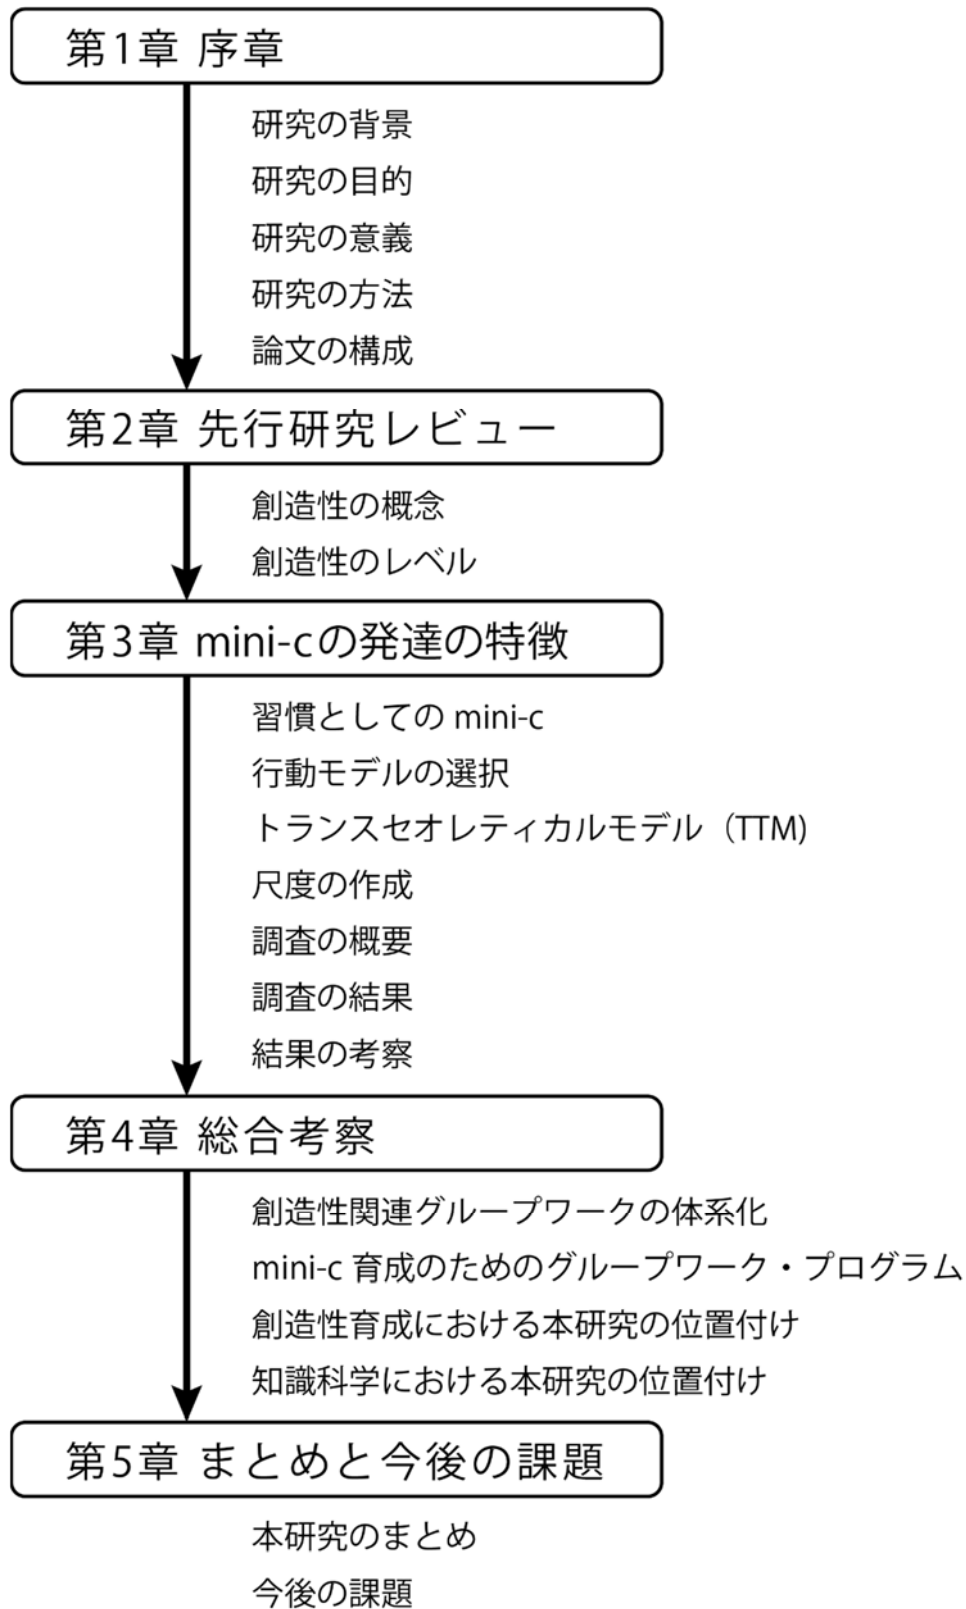 第1章 序章
研究の背景
研究の目的
研究の意義
研究の方法
論文の構成
第2章 先行研究レビュー
創造性の概念
創造性のレベル
第3章 mini-cの発達の特徴
習慣としての mini-c
行動モデルの選択
トランスセオレティカルモデル（TTM)
尺度の作成
調査の概要
調査の結果
結果の考察
第4章 総合考察
創造性関連グループワークの体系化
mini-c 育成のためのグループワーク・プログラム
創造性育成における本研究の位置付け
知識科学における本研究の位置付け
第5章 まとめと今後の課題
本研究のまとめ
今後の課題